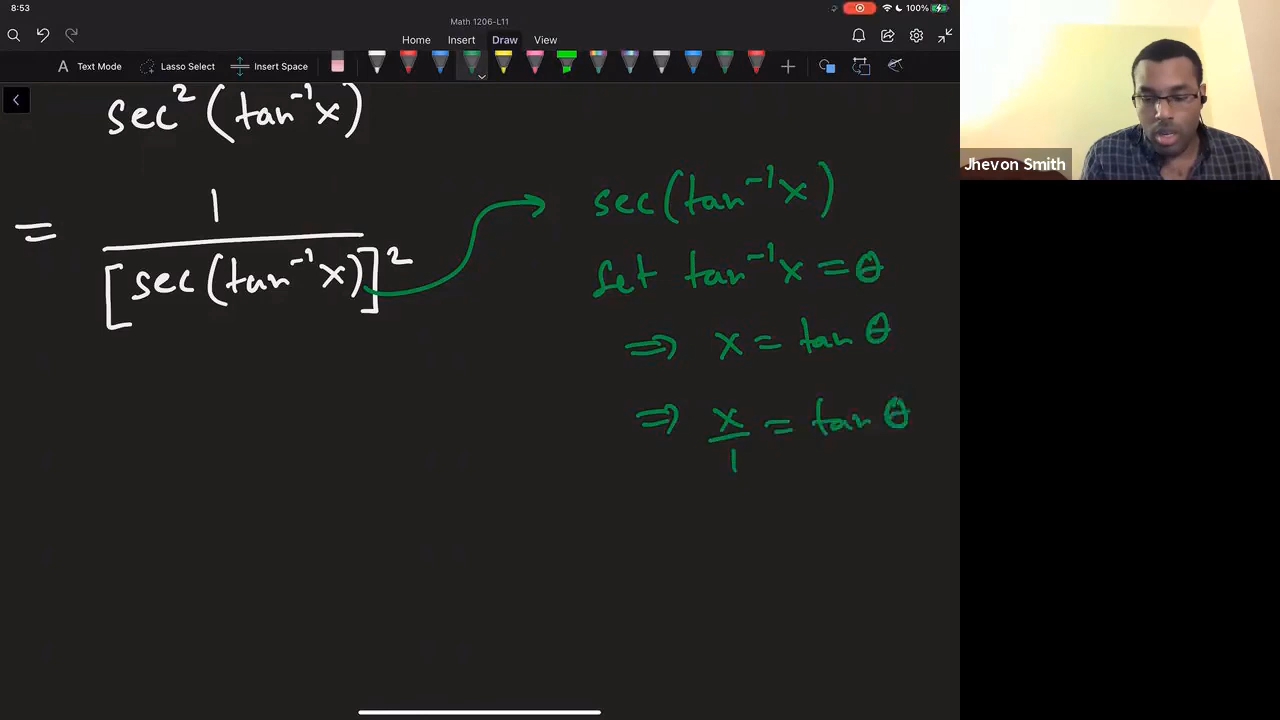 8:53
100%
Math 1206-L11
Home Insert Draw View
Text Mode Lasso Select Insert Space
sec² (tan⁻¹x)
= 1
[sec(tan⁻¹x)]²
sec(tan⁻¹x)
Set tan⁻¹x = θ
⇒ x = tan θ
⇒ x/1 = tan θ
Jhevon Smith